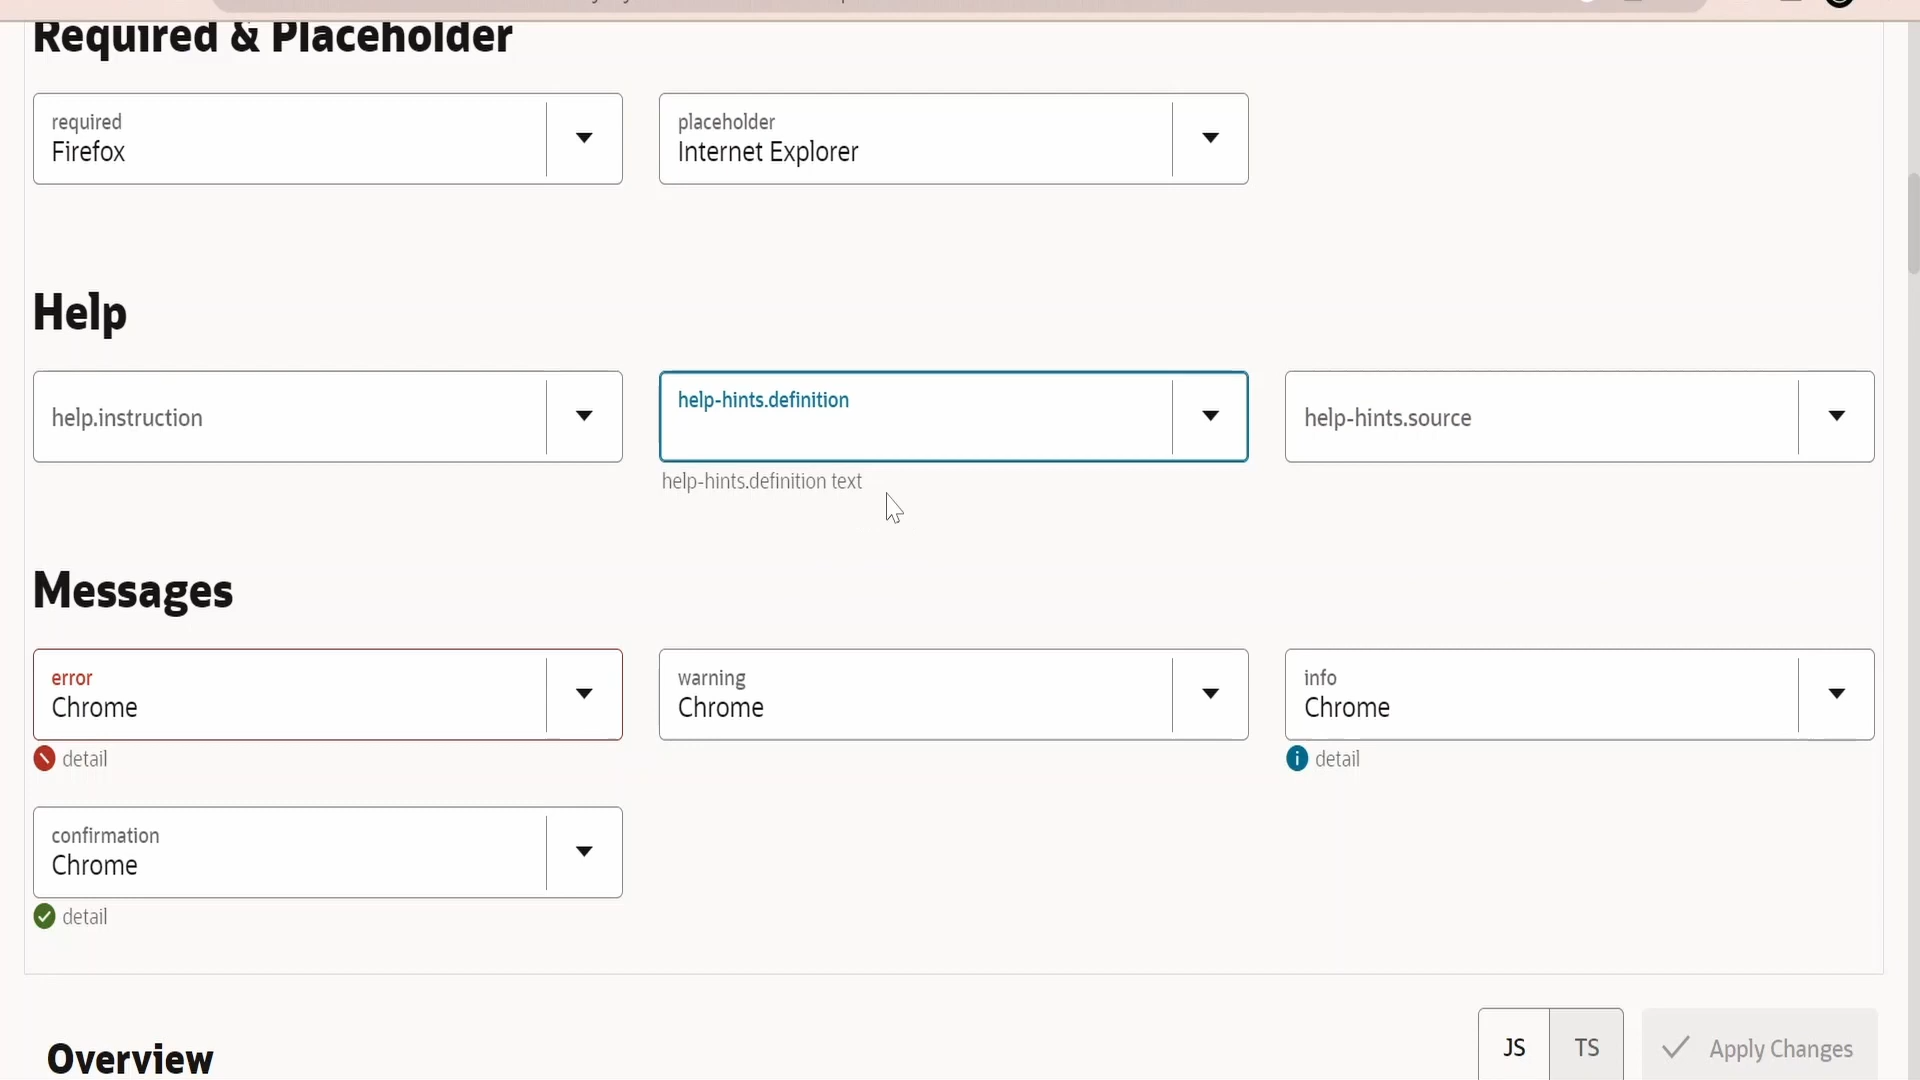 Required & Placeholder
required
Firefox
placeholder
Internet Explorer
Help
help.instruction
help-hints.definition
help-hints.source
help-hints.definition text
Messages
error
Chrome
warning
Chrome
info
Chrome
detail
detail
confirmation
Chrome
detail
Overview
JS
TS
Apply Changes